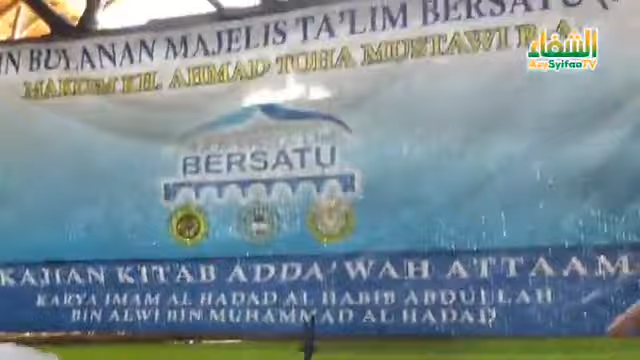 BULANAN MAJELIS TA'LIM BERSATU
MAKOM KH. AHMAD TOHA MUSTAWI R.A
الشفاء
AsySyifaaTV
BERSATU
KAJIAN KITAB ADDA'WAH ATTAAM
KARYA IMAM AL HADAD AL HABIB ABDULLAH
BIN ALWI BIN MUHAMMAD AL HADAD